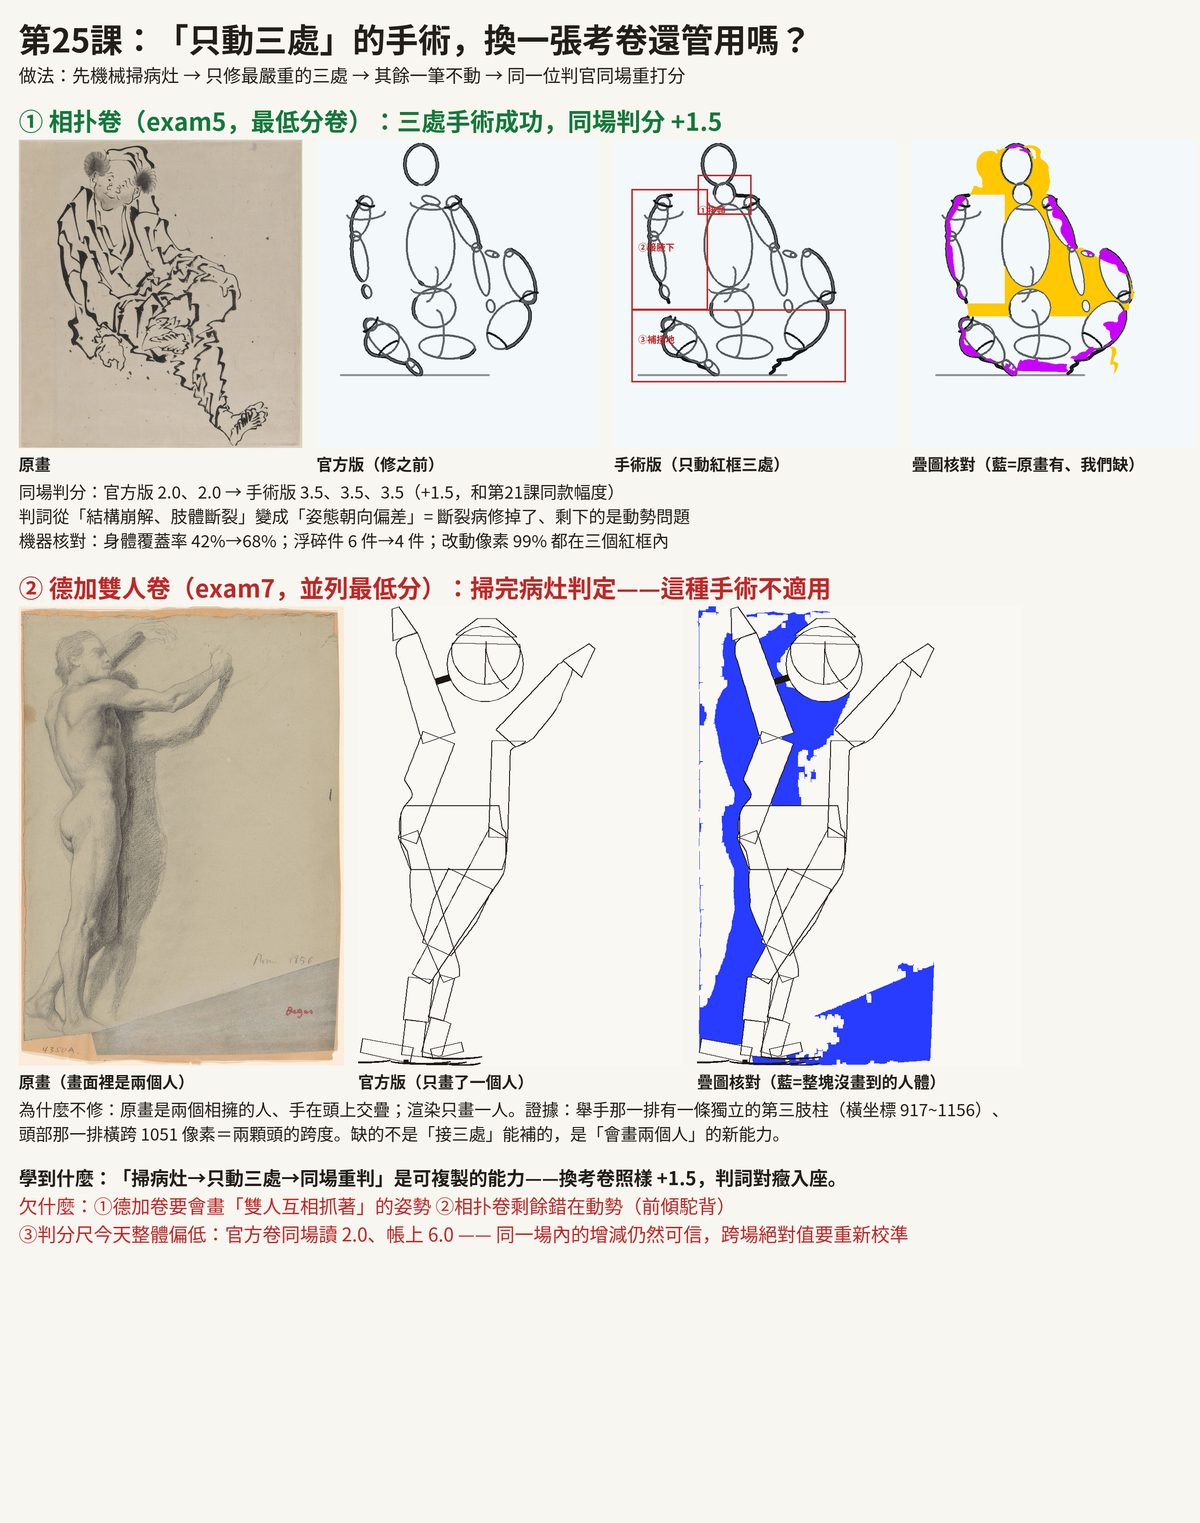 第25課：「只動三處」的手術，換一張考卷還管用嗎？
做法：先機械掃病灶 → 只修最嚴重的三處 → 其餘一筆不動 → 同一位判官同場重打分
① 相扑卷（exam5，最低分卷）：三處手術成功，同場判分 +1.5
②接腋下
③補接地
原畫
官方版（修之前）
手術版（只動紅框三處）
疊圖核對（藍=原畫有、我們缺）
同場判分：官方版 2.0、2.0 → 手術版 3.5、3.5、3.5（+1.5，和第21課同款幅度）
判詞從「結構崩解、肢體斷裂」變成「姿態朝向偏差」= 斷裂病修掉了、剩下的是動勢問題
機器核對：身體覆蓋率 42%→68%；浮碎件 6 件→4 件；改動像素 99% 都在三個紅框內
② 德加雙人卷（exam7，並列最低分）：掃完病灶判定——這種手術不適用
Degas
原畫（畫面裡是兩個人）
官方版（只畫了一個人）
疊圖核對（藍=整塊沒畫到的人體）
為什麼不修：原畫是兩個相擁的人、手在頭上交疊；渲染只畫一人。證據：舉手那一排有一條獨立的第三肢柱（橫坐標 917~1156）、
頭部那一排橫跨 1051 像素＝兩顆頭的跨度。缺的不是「接三處」能補的，是「會畫兩個人」的新能力。
學到什麼：「掃病灶→只動三處→同場重判」是可複製的能力——換考卷照樣 +1.5，判詞對癥入座。
欠什麼：①德加卷要會畫「雙人互相抓著」的姿勢 ②相扑卷剩餘錯在動勢（前傾駝背）
③判分尺今天整體偏低：官方卷同場讀 2.0、帳上 6.0 —— 同一場內的增減仍然可信，跨場絕對值要重新校準